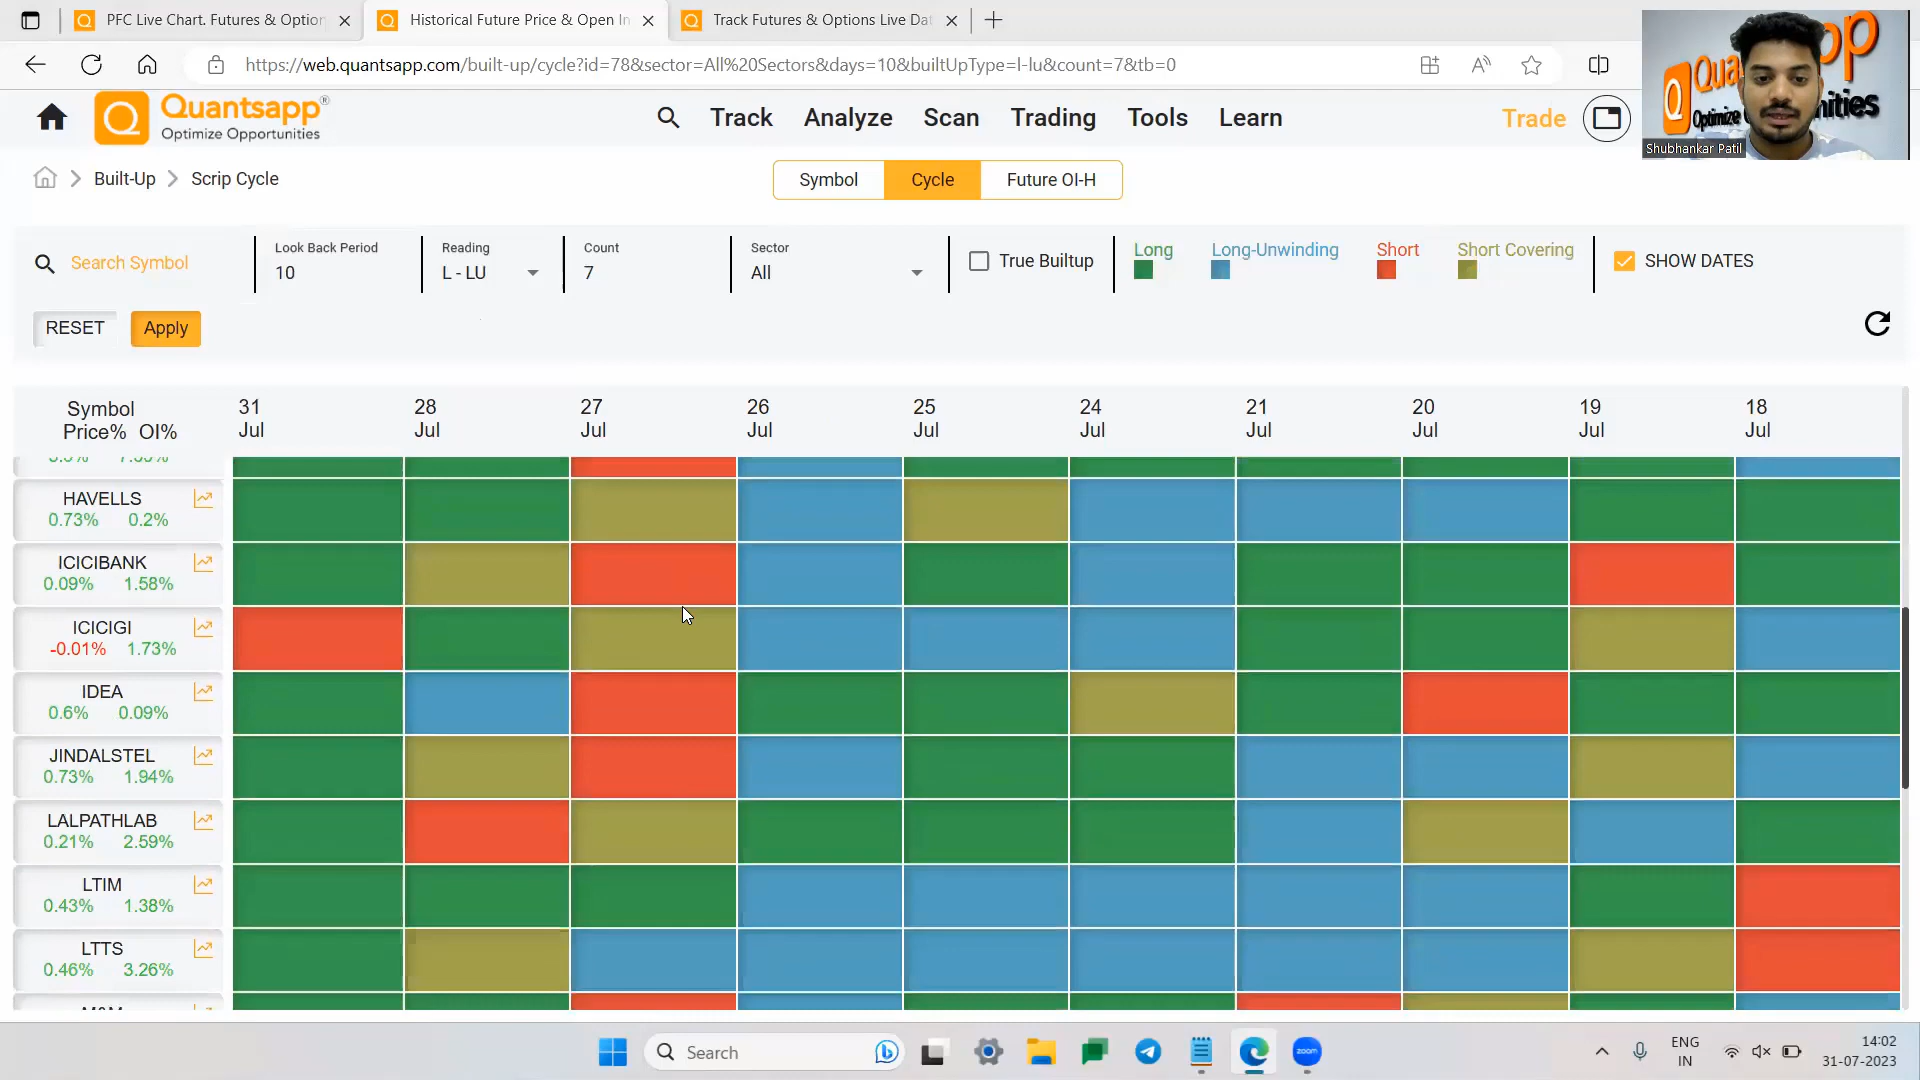 PFC Live Chart. Futures & Option
Historical Future Price & Open In
Track Futures & Options Live Dat
https://web.quantsapp.com/built-up/cycle?id=78&sector=All%20Sectors&days=10&builtUpType=l-lu&count=7&tb=0
Quantsapp®
Optimize Opportunities
Track
Analyze
Scan
Trading
Tools
Learn
Trade
Shubhankar Patil
Built-Up
Scrip Cycle
Symbol
Cycle
Future OI-H
Search Symbol
Look Back Period
10
Reading
L - LU
Count
7
Sector
All
True Builtup
Long
Long-Unwinding
Short
Short Covering
SHOW DATES
RESET
Apply
Symbol
Price% OI%
31 Jul
28 Jul
27 Jul
26 Jul
25 Jul
24 Jul
21 Jul
20 Jul
19 Jul
18 Jul
HAVELLS
0.73% 0.2%
ICICIBANK
0.09% 1.58%
ICICIGI
-0.01% 1.73%
IDEA
0.6% 0.09%
JINDALSTEL
0.73% 1.94%
LALPATHLAB
0.21% 2.59%
LTIM
0.43% 1.38%
LTTS
0.46% 3.26%
Search
zoom
ENG
IN
14:02
31-07-2023